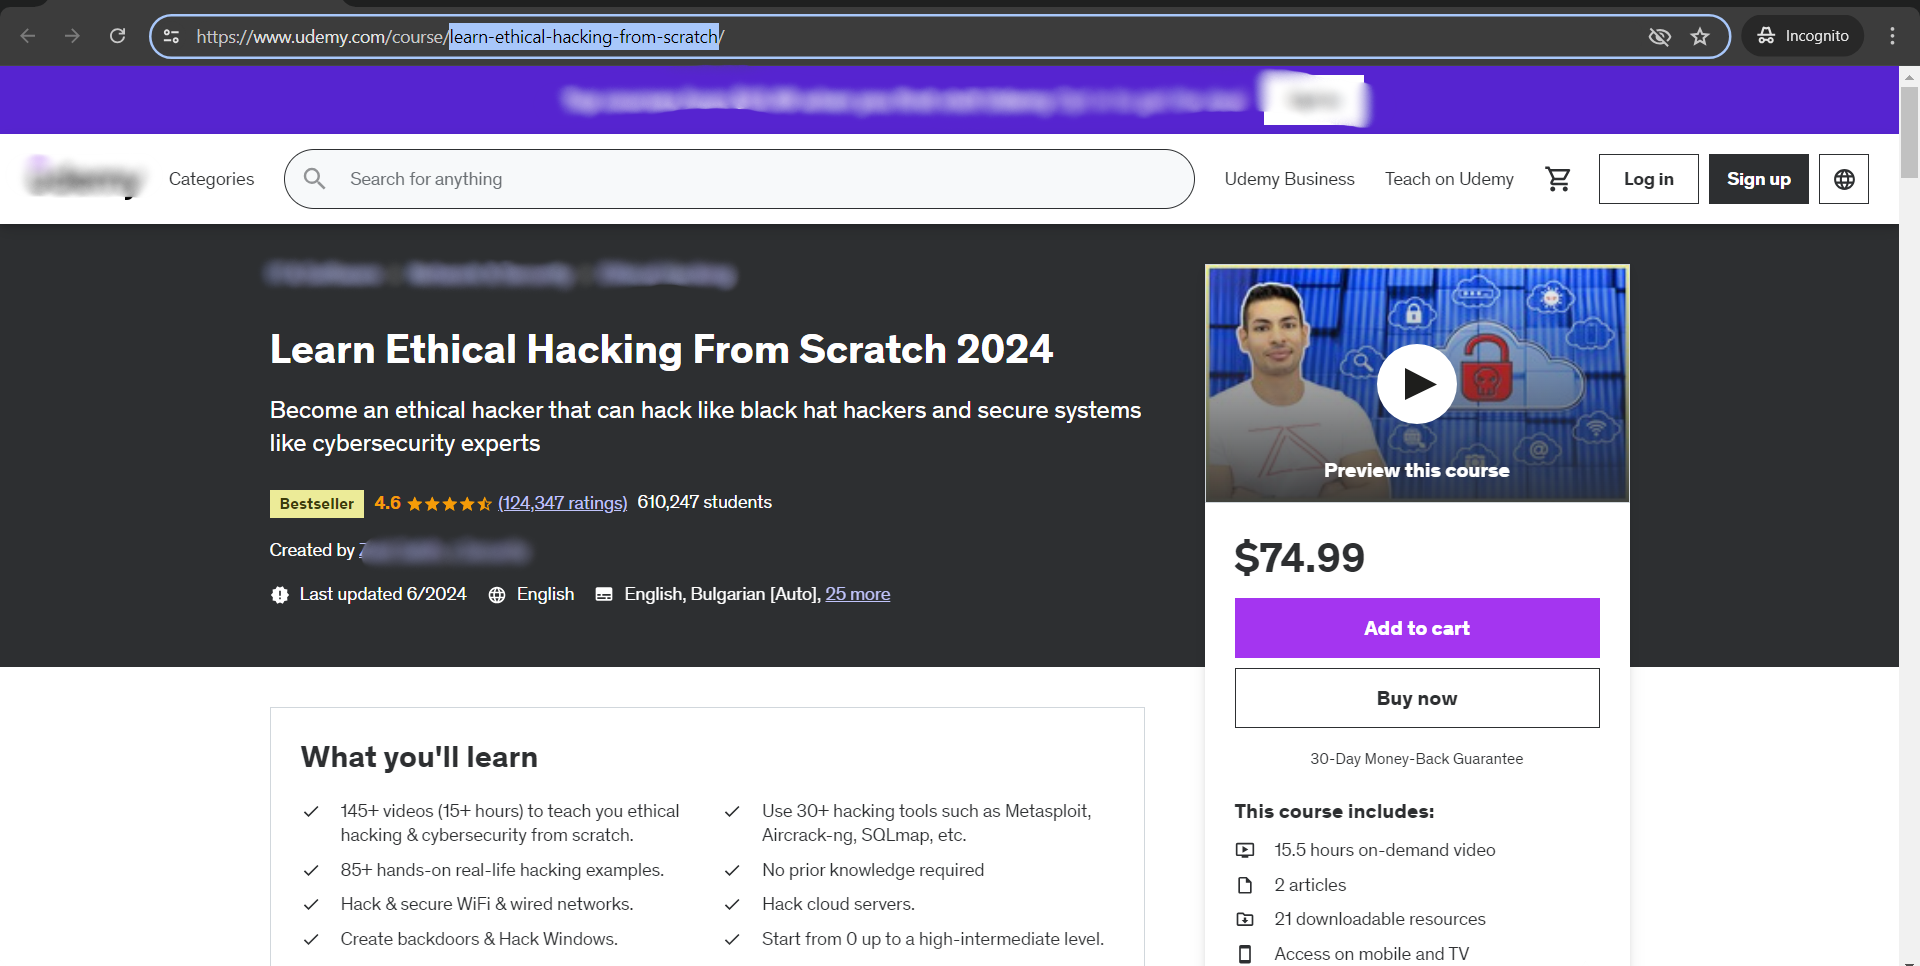 https://www.udemy.com/course/learn-ethical-hacking-from-scratch/
Incognito
Categories
Search for anything
Udemy Business
Teach on Udemy
Log in
Sign up
Learn Ethical Hacking From Scratch 2024
Become an ethical hacker that can hack like black hat hackers and secure systems
like cybersecurity experts
Bestseller 4.6 (124,347 ratings) 610,247 students
Created by
Last updated 6/2024 English English, Bulgarian [Auto], 25 more
Preview this course
$74.99
Add to cart
Buy now
30-Day Money-Back Guarantee
This course includes:
15.5 hours on-demand video
2 articles
21 downloadable resources
Access on mobile and TV
What you'll learn
145+ videos (15+ hours) to teach you ethical
hacking & cybersecurity from scratch.
85+ hands-on real-life hacking examples.
Hack & secure WiFi & wired networks.
Create backdoors & Hack Windows.
Use 30+ hacking tools such as Metasploit,
Aircrack-ng, SQLmap, etc.
No prior knowledge required
Hack cloud servers.
Start from 0 up to a high-intermediate level.